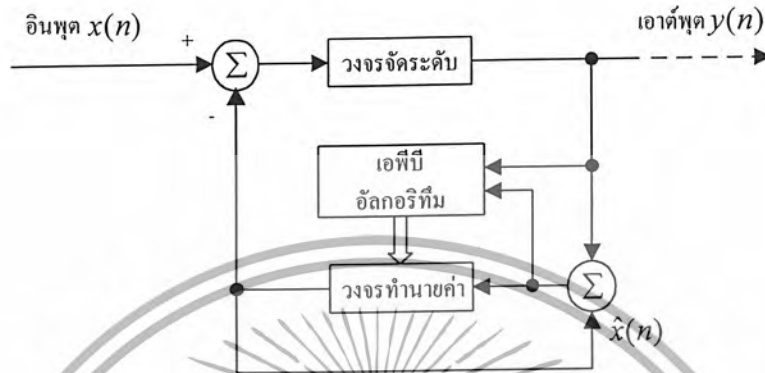 อินพุต x(n)
เอาต์พุต y(n)
+
Σ
วงจรจัดระดับ
-
เอพีบี
อัลกอริทึม
วงจรทำนายค่า
Σ
x̂(n)